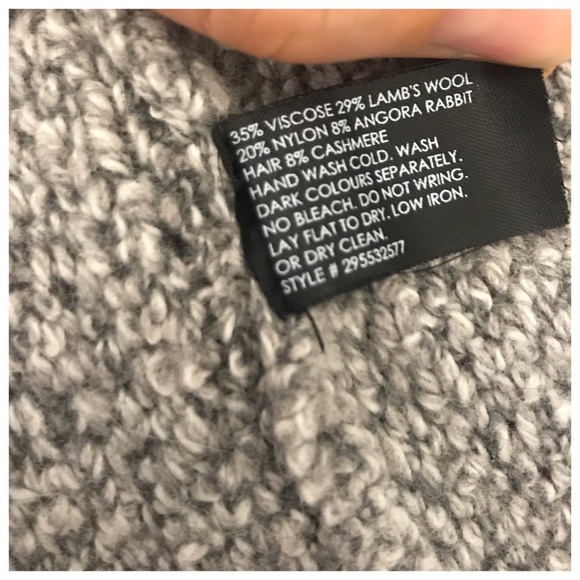 35% VISCOSE 29% LAMB'S WOOL
20% NYLON 8% ANGORA RABBIT
HAIR 8% CASHMERE
HAND WASH COLD. WASH
DARK COLOURS SEPARATELY.
NO BLEACH. DO NOT WRING.
LAY FLAT TO DRY. LOW IRON.
OR DRY CLEAN.
STYLE # 295532577